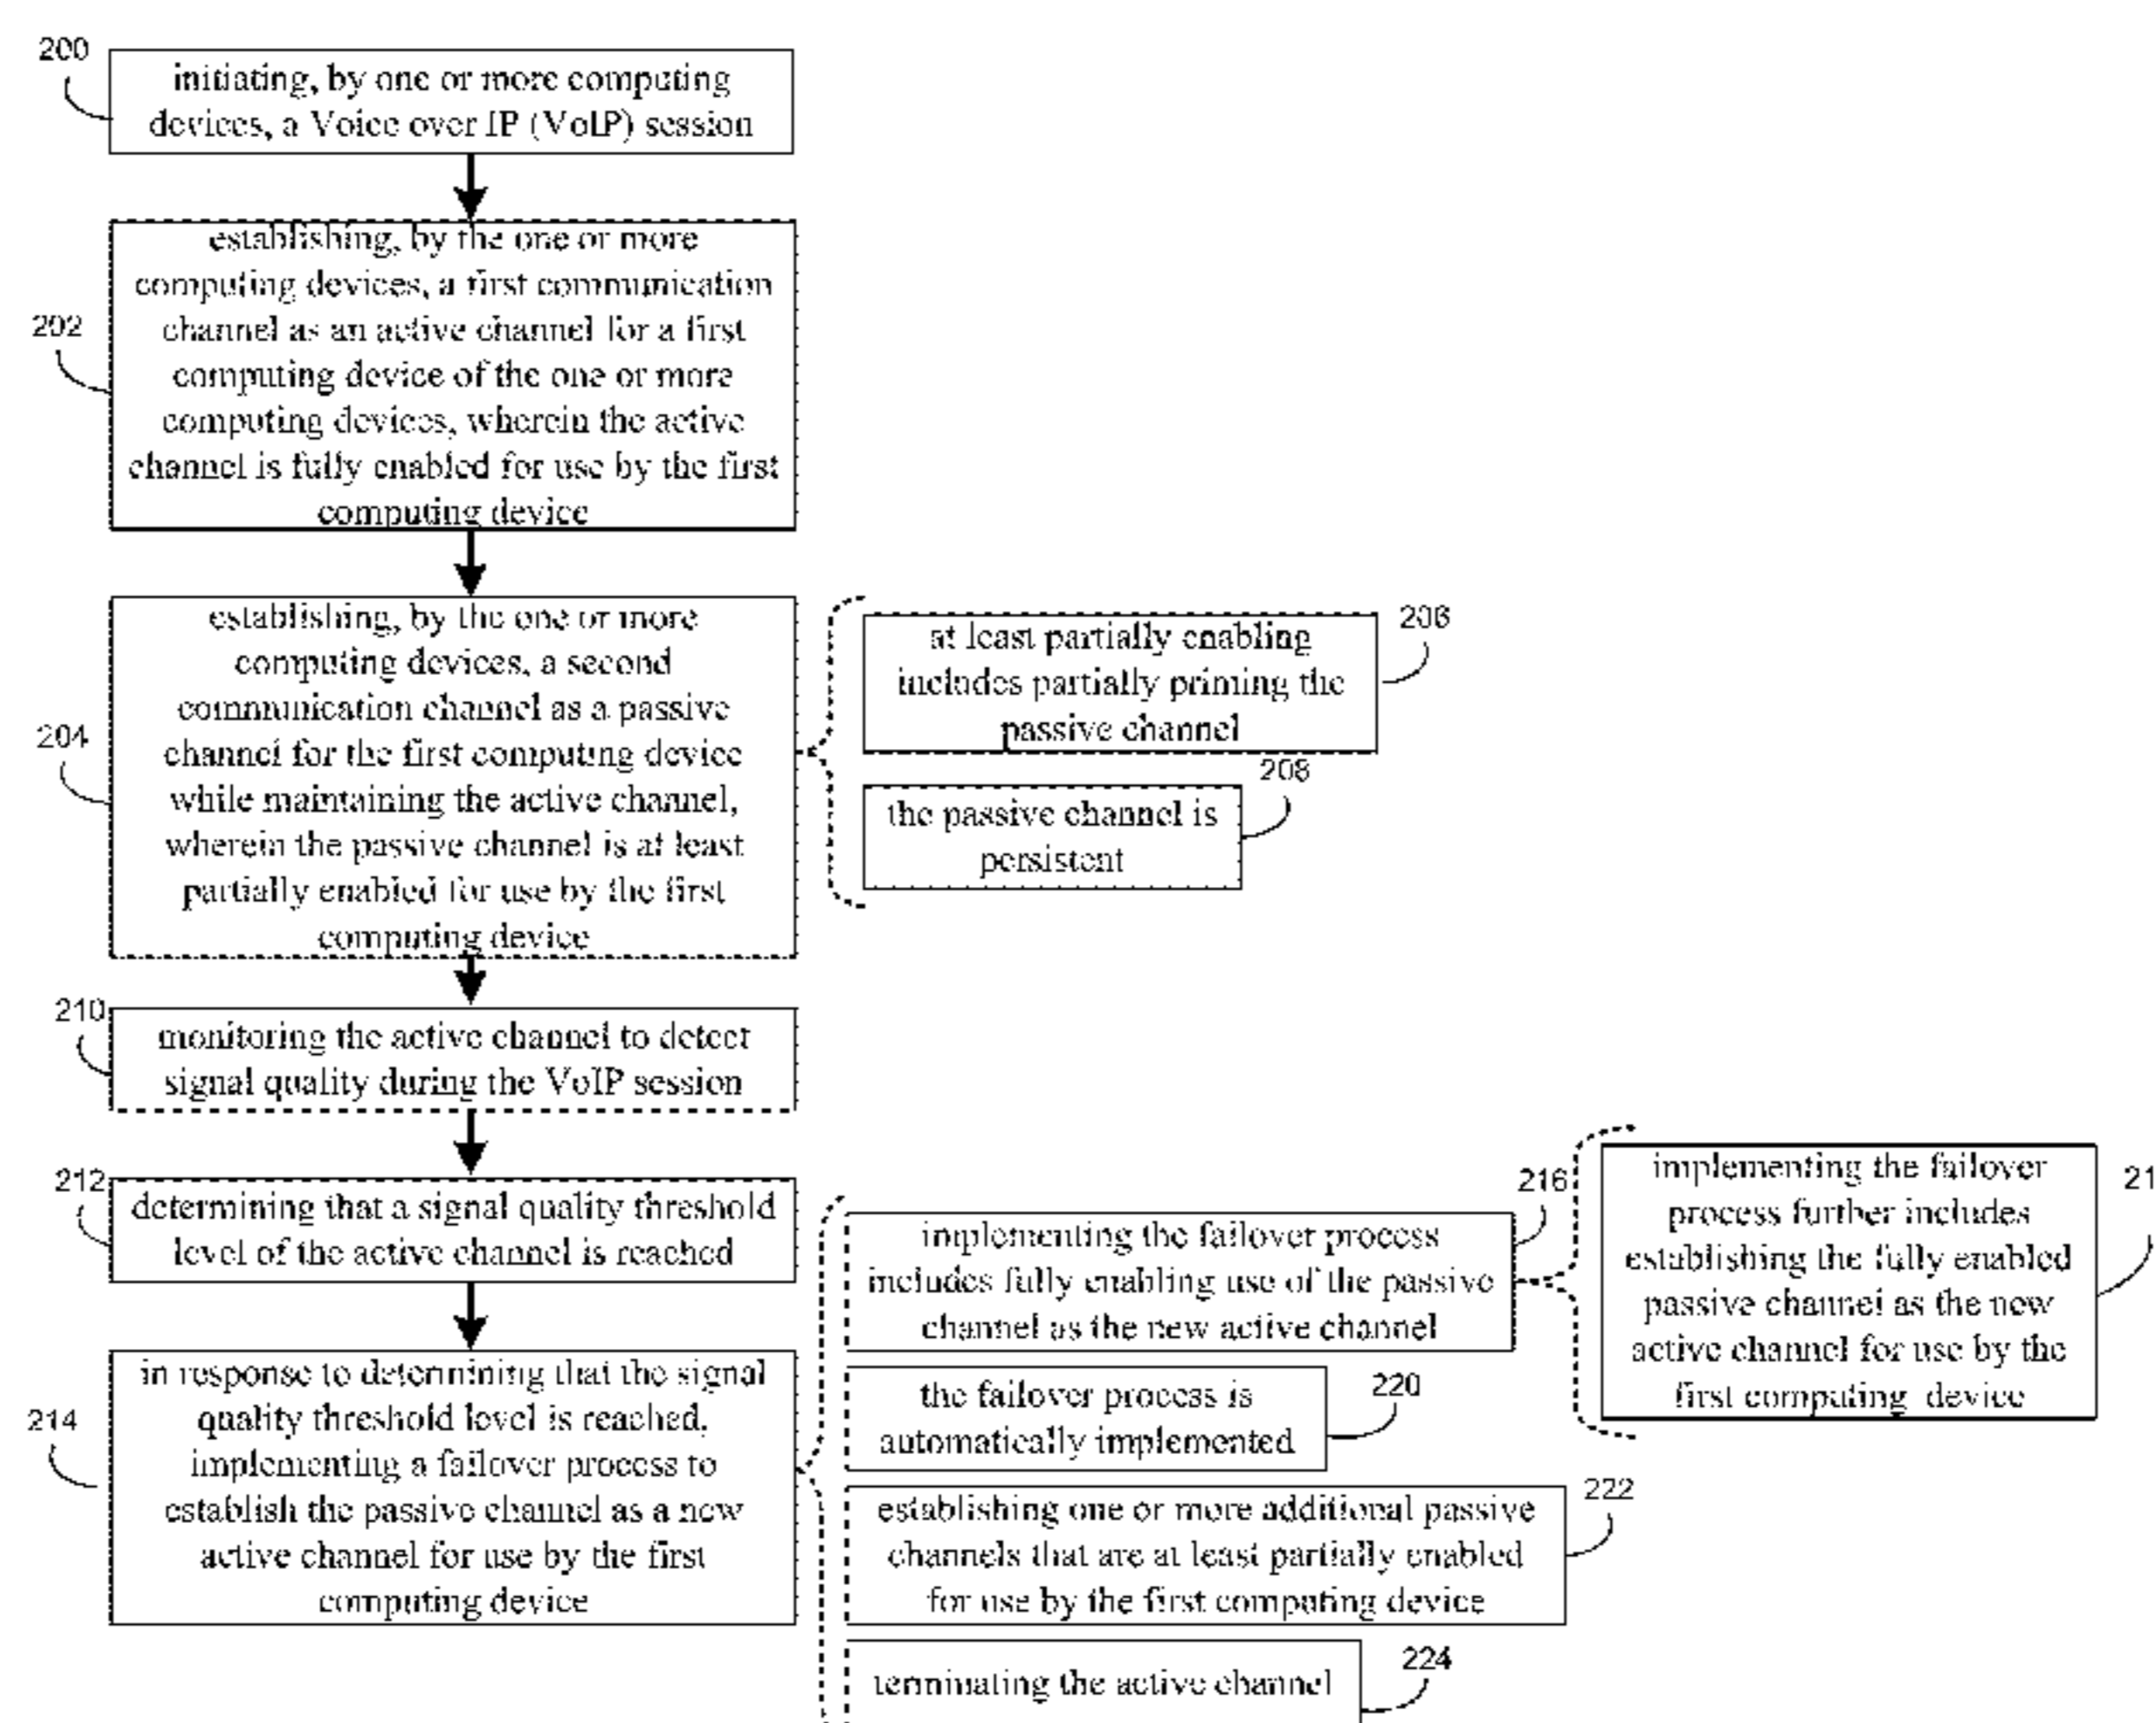 200
initiating, by one or more computing
devices, a Voice over IP (VoIP) session
202
establishing, by the one or more
computing devices, a first communication
channel as an active channel for a first
computing device of the one or more
computing devices, wherein the active
channel is fully enabled for use by the first
computing device
204
establishing, by the one or more
computing devices, a second
communication channel as a passive
channel for the first computing device
while maintaining the active channel,
wherein the passive channel is at least
partially enabled for use by the first
computing device
206
at least partially enabling
includes partially priming the
passive channel
208
the passive channel is
persistent
210
monitoring the active channel to detect
signal quality during the VoIP session
212
determining that a signal quality threshold
level of the active channel is reached
214
in response to determining that the signal
quality threshold level is reached,
implementing a failover process to
establish the passive channel as a new
active channel for use by the first
computing device
216
implementing the failover process
includes fully enabling use of the passive
channel as the new active channel
21
implementing the failover
process further includes
establishing the fully enabled
passive channel as the new
active channel for use by the
first computing device
220
the failover process is
automatically implemented
222
establishing one or more additional passive
channels that are at least partially enabled
for use by the first computing device
224
terminating the active channel